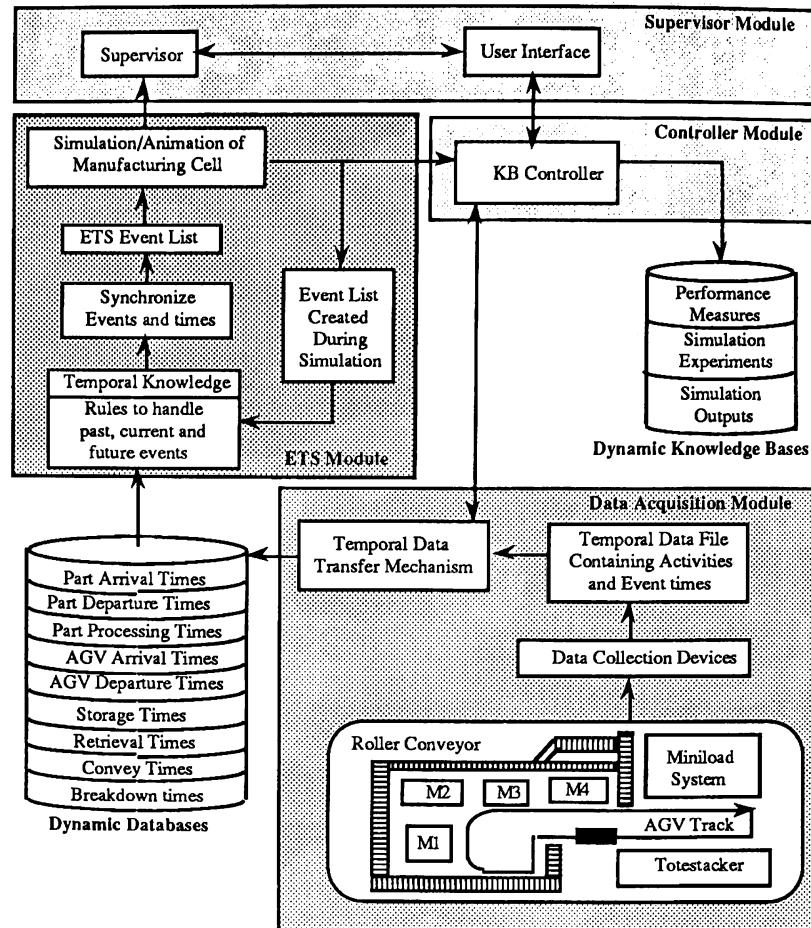 Supervisor Module
Supervisor
User Interface
Simulation/Animation of
Manufacturing Cell
Controller Module
KB Controller
ETS Event List
Synchronize
Events and times
Event List
Created
During
Simulation
Performance
Measures
Simulation
Experiments
Simulation
Outputs
Dynamic Knowledge Bases
Temporal Knowledge
Rules to handle
past, current and
future events
ETS Module
Data Acquisition Module
Temporal Data
Transfer Mechanism
Temporal Data File
Containing Activities
and Event times
Part Arrival Times
Part Departure Times
Part Processing Times
AGV Arrival Times
AGV Departure Times
Storage Times
Retrieval Times
Convey Times
Breakdown times
Dynamic Databases
Data Collection Devices
Roller Conveyor
Miniload
System
M2
M3
M4
M1
AGV Track
Totestacker